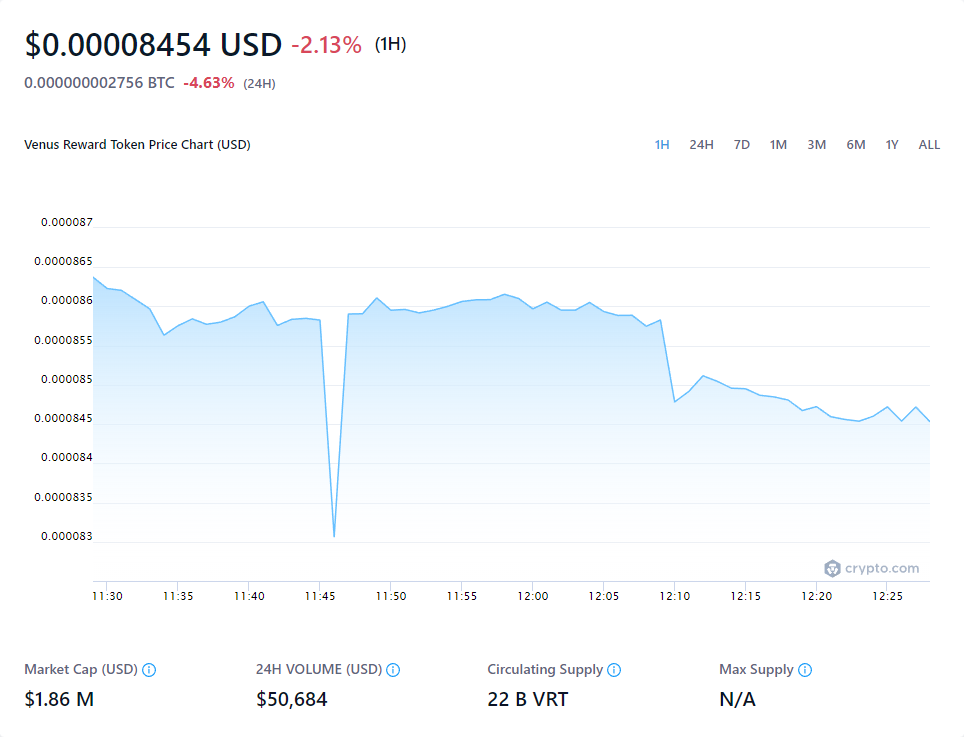 $0.00008454 USD -2.13% (1H)
0.000000002756 BTC -4.63% (24H)
Venus Reward Token Price Chart (USD) 1H 24H 7D 1M 3M 6M 1Y ALL
0.000087
0.0000865
0.000086
0.0000855
0.000085
0.0000845
0.000084
0.0000835
0.000083
crypto.com
11:30 11:35 11:40 11:45 11:50 11:55 12:00 12:05 12:10 12:15 12:20 12:25
Market Cap (USD) 24H VOLUME (USD) Circulating Supply Max Supply
$1.86 M $50,684 22 B VRT N/A